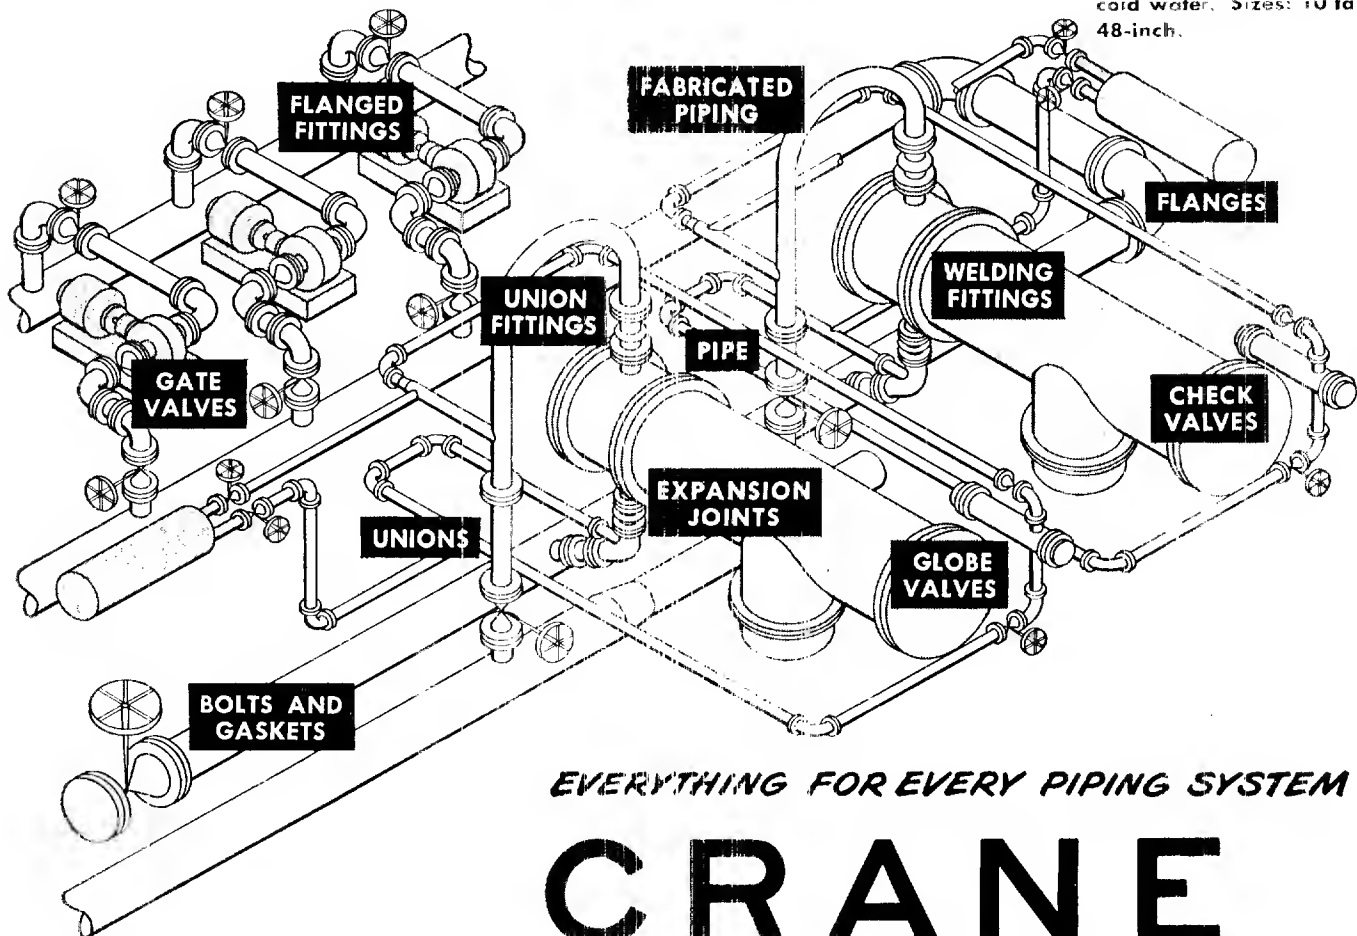 cold water. Sizes: 10 to
48-inch.
FLANGED
FITTINGS
FABRICATED
PIPING
FLANGES
WELDING
FITTINGS
UNION
FITTINGS
PIPE
GATE
VALVES
CHECK
VALVES
EXPANSION
JOINTS
UNIONS
GLOBE
VALVES
BOLTS AND
GASKETS
EVERYTHING FOR EVERY PIPING SYSTEM
CRANE